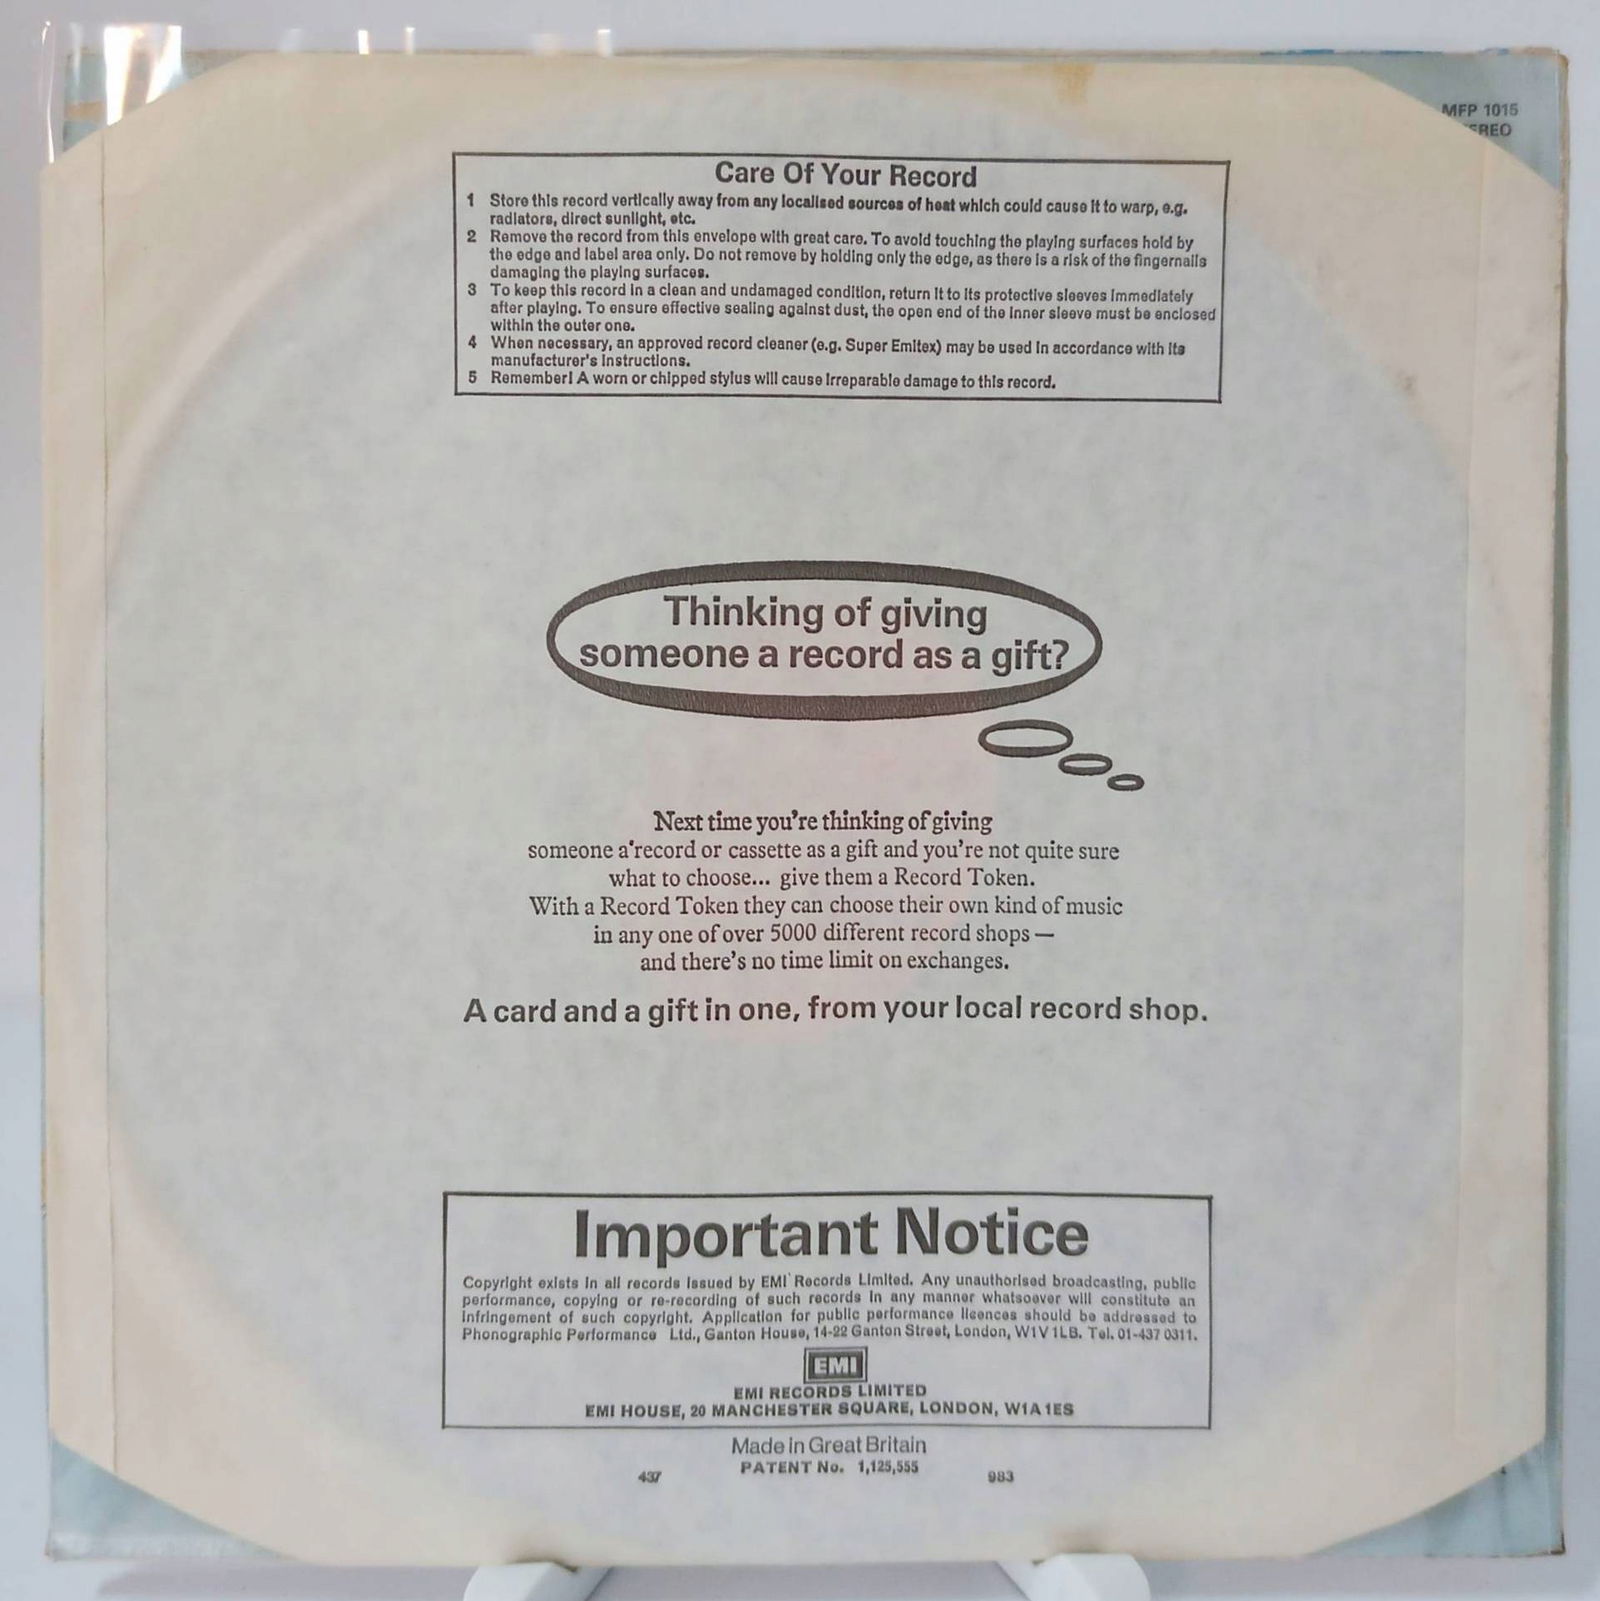 MFP 1015
EREO
Care Of Your Record
1 Store this record vertically away from any localised sources of heat which could cause it to warp, e.g.
radiators, direct sunlight, etc.
2 Remove the record from this envelope with great care. To avoid touching the playing surfaces hold by
the edge and label area only. Do not remove by holding only the edge, as there is a risk of the fingernails
damaging the playing surfaces.
3 To keep this record in a clean and undamaged condition, return it to its protective sleeves immediately
after playing. To ensure effective sealing against dust, the open end of the inner sleeve must be enclosed
within the outer one.
4 When necessary, an approved record cleaner (e.g. Super Emitex) may be used in accordance with its
manufacturer's instructions.
5 Remember! A worn or chipped stylus will cause irreparable damage to this record.
Thinking of giving
someone a record as a gift?
Next time you're thinking of giving
someone a record or cassette as a gift and you're not quite sure
what to choose... give them a Record Token.
With a Record Token they can choose their own kind of music
in any one of over 5000 different record shops —
and there's no time limit on exchanges.
A card and a gift in one, from your local record shop.
Important Notice
Copyright exists in all records issued by EMI Records Limited. Any unauthorised broadcasting, public
performance, copying or re-recording of such records in any manner whatsoever will constitute an
infringement of such copyright. Application for public performance licences should be addressed to
Phonographic Performance Ltd., Ganton House, 14-22 Ganton Street, London, W1V 1LB. Tel. 01-437 0311.
EMI
EMI RECORDS LIMITED
EMI HOUSE, 20 MANCHESTER SQUARE, LONDON, W1A 1ES
Made in Great Britain
PATENT No. 1,125,555
437 983